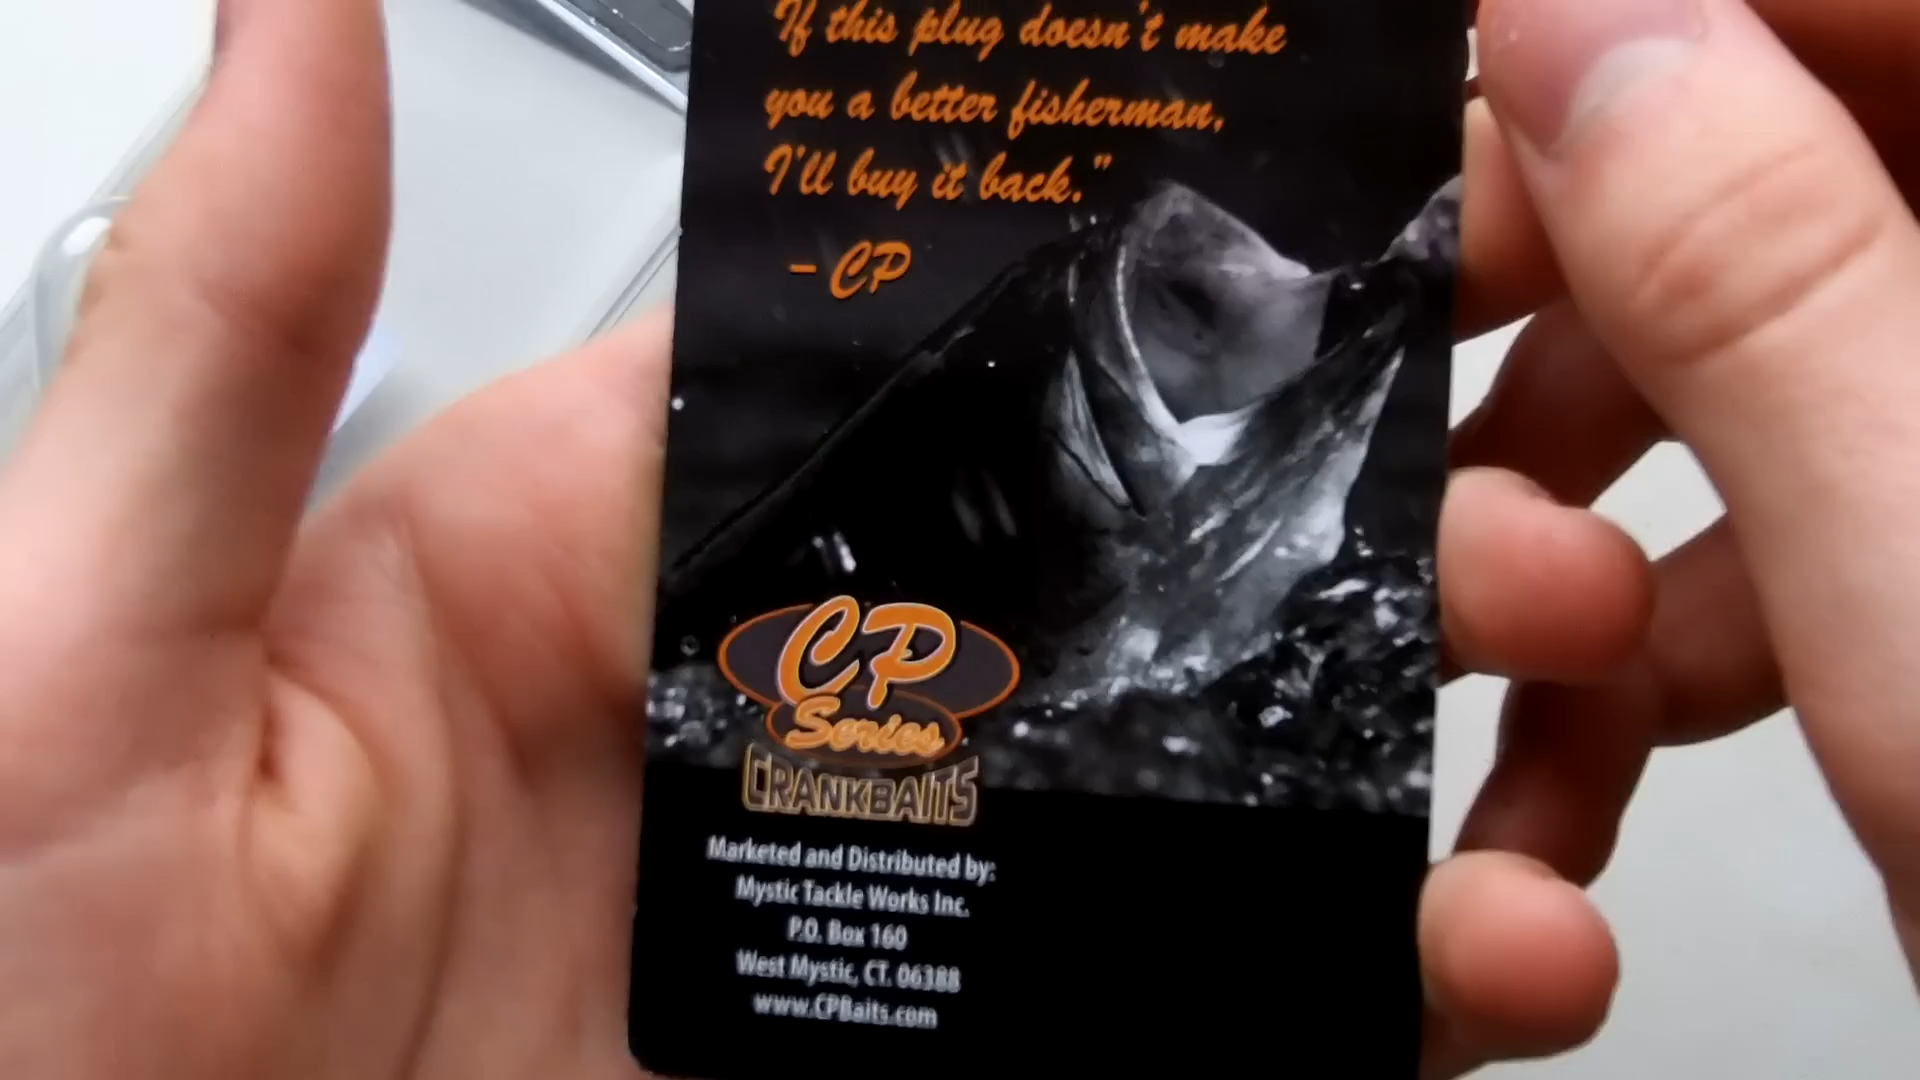 "If this plug doesn't make
you a better fisherman,
I'll buy it back."
- CP
CP
Series
CRANKBAITS
Marketed and Distributed by:
Mystic Tackle Works Inc.
P.O. Box 160
West Mystic, CT. 06388
www.CPBaits.com